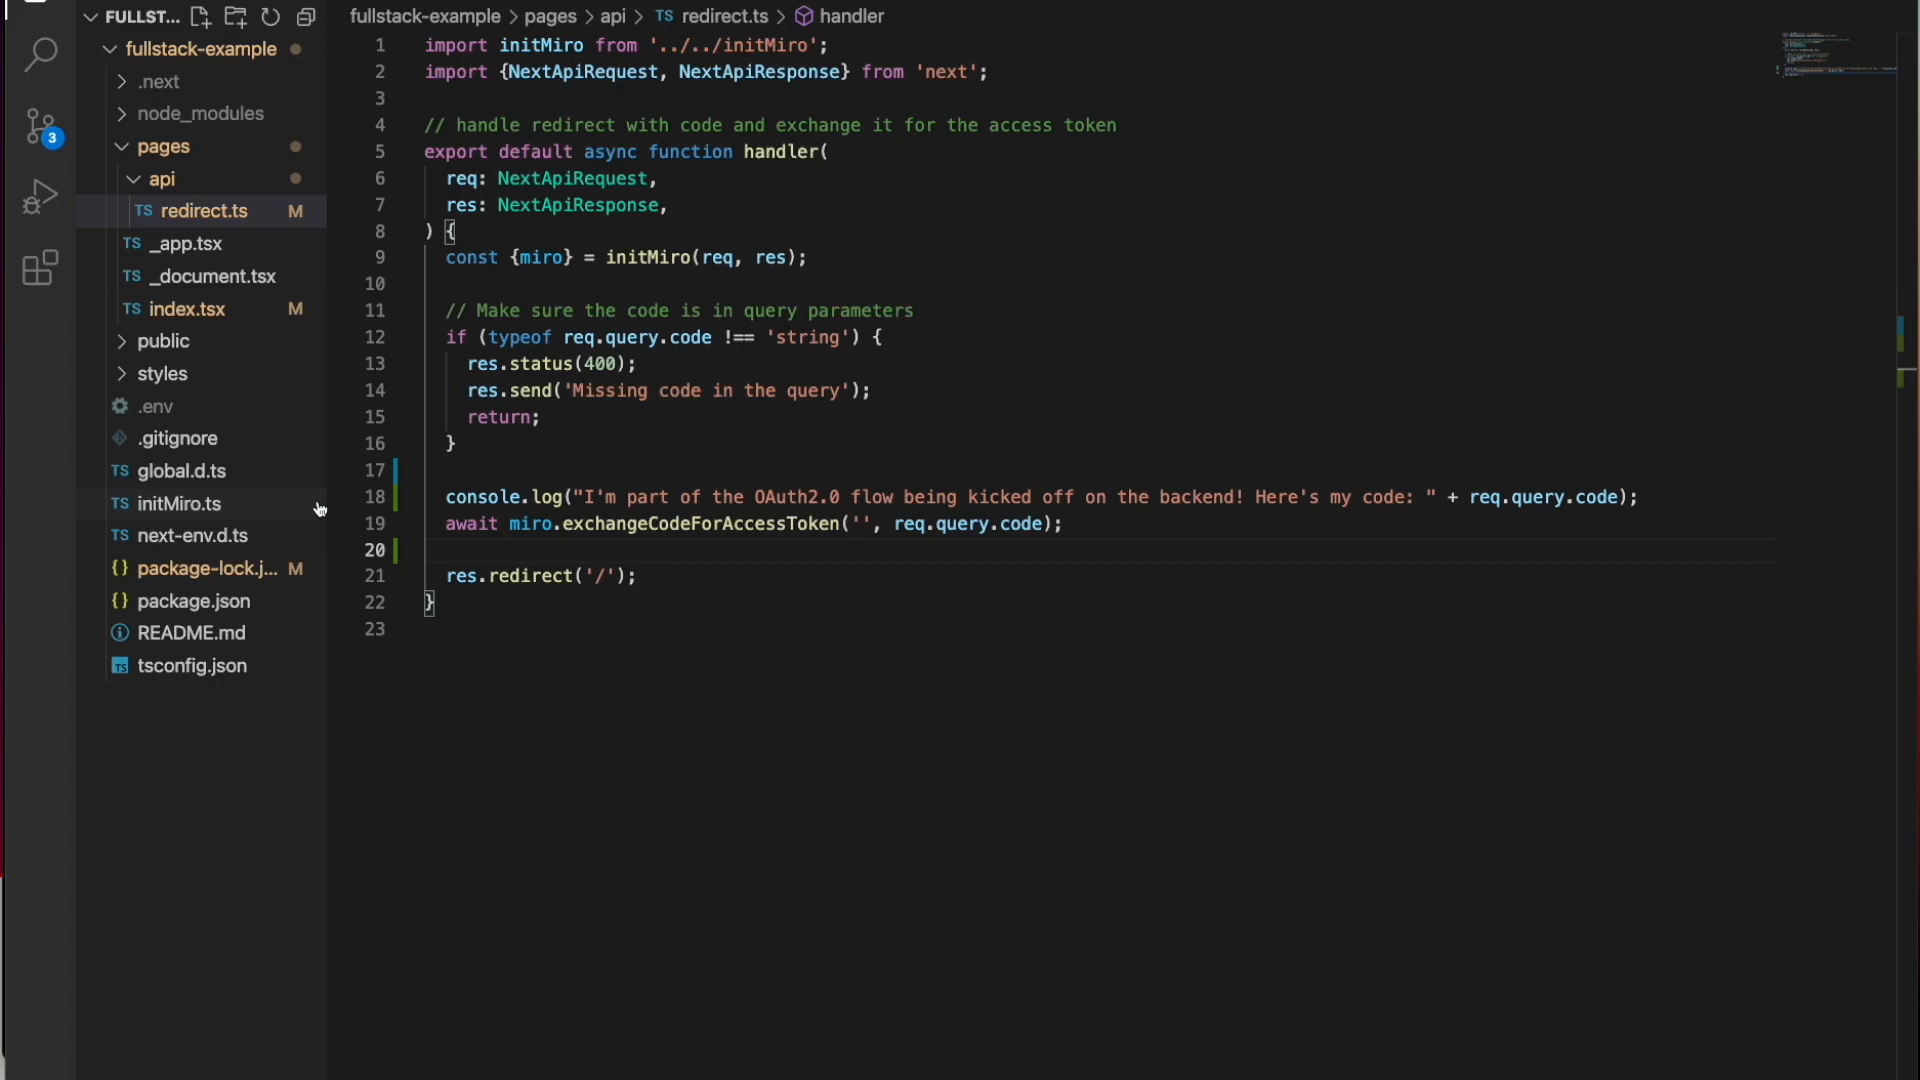 FULLST...
fullstack-example
.next
node_modules
pages
api
TS redirect.ts M
TS _app.tsx
TS _document.tsx
TS index.tsx M
public
styles
.env
.gitignore
TS global.d.ts
TS initMiro.ts
TS next-env.d.ts
{} package-lock.j... M
{} package.json
README.md
TS tsconfig.json
3
fullstack-example > pages > api > TS redirect.ts > handler
1 import initMiro from '../../initMiro';
2 import {NextApiRequest, NextApiResponse} from 'next';
3
4 // handle redirect with code and exchange it for the access token
5 export default async function handler(
6 req: NextApiRequest,
7 res: NextApiResponse,
8 ) {
9 const {miro} = initMiro(req, res);
10
11 // Make sure the code is in query parameters
12 if (typeof req.query.code !== 'string') {
13 res.status(400);
14 res.send('Missing code in the query');
15 return;
16 }
17
18 console.log("I'm part of the OAuth2.0 flow being kicked off on the backend! Here's my code: " + req.query.code);
19 await miro.exchangeCodeForAccessToken('', req.query.code);
20
21 res.redirect('/');
22 }
23